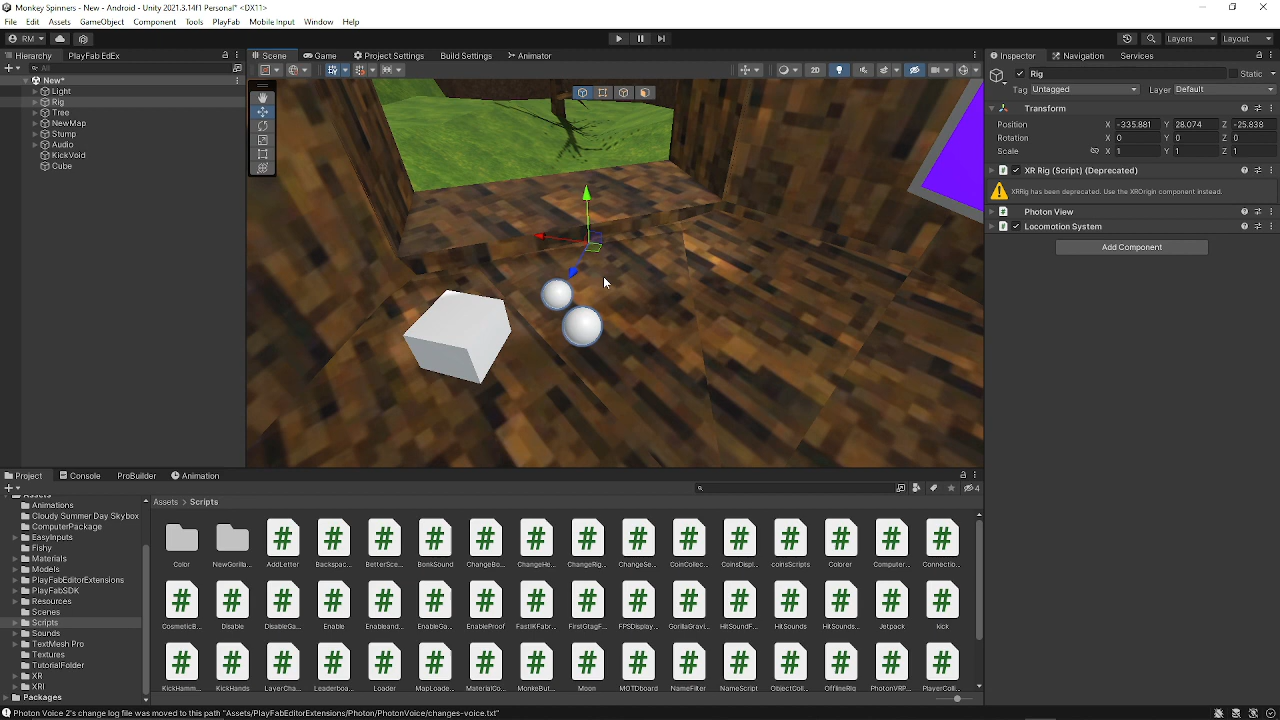 Monkey Spinners - New - Android - Unity 2021.3.14f1 Personal* <DX11>
File Edit Assets GameObject Component Tools PlayFab Mobile Input Window Help
RM Layers Layout
Hierarchy PlayFab EdEx
Scene Game Project Settings Build Settings Animator
Inspector Navigation Services
All
2D
New*
Light
Rig
Tree
NewMap
Stump
Audio
KickVoid
Cube
Rig Static
Tag Untagged Layer Default
Transform
Position X -335.881 Y 28.074 Z -25.838
Rotation X 0 Y 0 Z 0
Scale X 1 Y 1 Z 1
XR Rig (Script) (Deprecated)
XRRig has been deprecated. Use the XROrigin component instead.
Photon View
Locomotion System
Add Component
Project Console ProBuilder Animation
4
Assets
Animations
Cloudy Summer Day Skybox
ComputerPackage
EasyInputs
Fishy
Materials
Models
PlayFabEditorExtensions
PlayFabSDK
Resources
Scenes
Scripts
Sounds
TextMesh Pro
Textures
TutorialFolder
XR
XRI
Packages
Assets > Scripts
Color NewGorilla... AddLetter Backspac... BetterSce... BonkSound ChangeBo... ChangeHe... ChangeRig... ChangeSe... CoinCollec... CoinsDispl... coinsScripts Colorer Computer... Connectio...
CosmeticB... Disable DisableGa... Enable Enableand... EnableGo... EnableProof FastIKFabr... FirstGtagF... FPSDisplay... GorillaGravi... HitSoundF... HitSounds HitSounds... Jetpack kick
KickHamm... KickHands LayerCha... Leaderboa... Loader MapLoade... MaterialCo... MonkeBut... Moon MOTDboard NameFilter NameScript ObjectColl... OfflineRig PhotonVRP... PlayerColli...
Photon Voice 2's change log file was moved to this path "Assets/PlayFabEditorExtensions/Photon/PhotonVoice/changes-voice.txt"